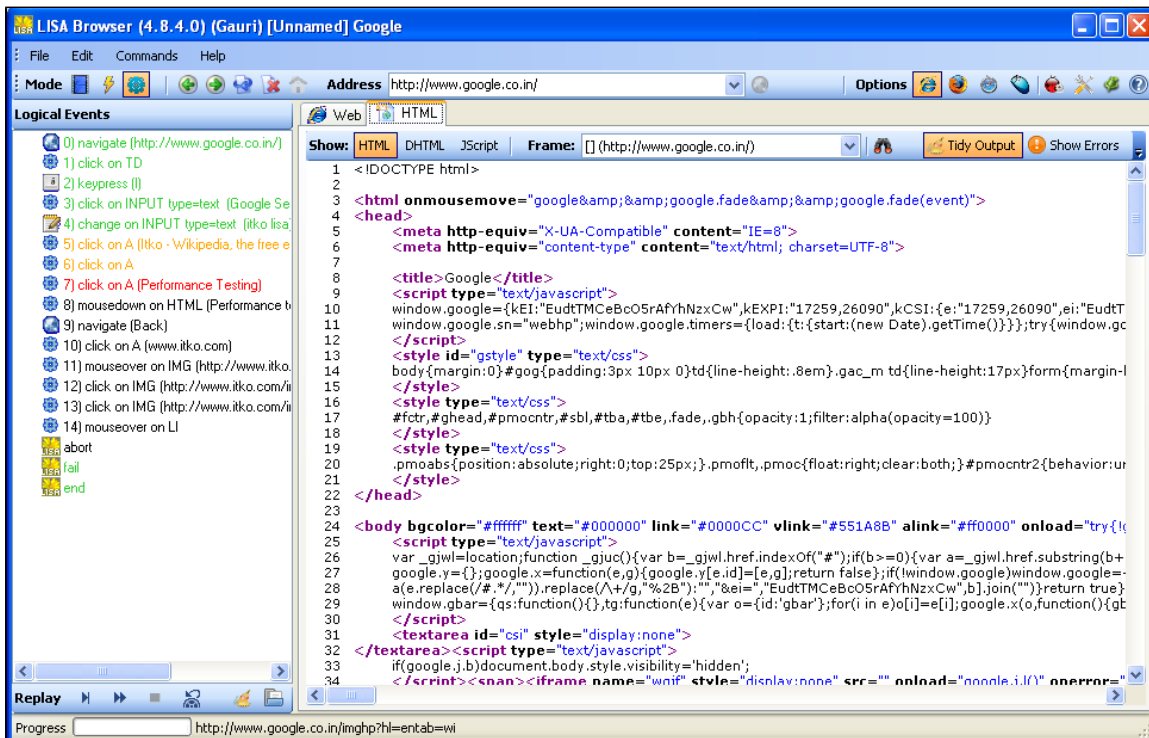 LISA Browser (4.8.4.0) (Gauri) [Unnamed] Google
File Edit Commands Help
Mode Address http://www.google.co.in/ Options
Logical Events
0) navigate (http://www.google.co.in/)
1) click on TD
2) keypress (I)
3) click on INPUT type=text (Google Se
4) change on INPUT type=text (itko lisa)
5) click on A (Itko - Wikipedia, the free e
6) click on A
7) click on A (Performance Testing)
8) mousedown on HTML (Performance t
9) navigate (Back)
10) click on A (www.itko.com)
11) mouseover on IMG (http://www.itko.
12) click on IMG (http://www.itko.com/i
13) click on IMG (http://www.itko.com/i
14) mouseover on LI
abort
fail
end
Web HTML
Show: HTML DHTML JScript Frame: [] (http://www.google.co.in/) Tidy Output Show Errors
1 <!DOCTYPE html>
2
3 <html onmousemove="google&amp;&amp;google.fade&amp;&amp;google.fade(event)">
4 <head>
5 <meta http-equiv="X-UA-Compatible" content="IE=8">
6 <meta http-equiv="content-type" content="text/html; charset=UTF-8">
7
8 <title>Google</title>
9 <script type="text/javascript">
10 window.google={kEI:"EudtTMCeBcO5rAfYhNzxCw",kEXPI:"17259,26090",kCSI:{e:"17259,26090",ei:"EudtT
11 window.google.sn="webhp";window.google.timers={load:{t:{start:(new Date).getTime()}}};try{window.go
12 </script>
13 <style id="gstyle" type="text/css">
14 body{margin:0}#gog{padding:3px 10px 0}td{line-height:.8em}.gac_m td{line-height:17px}form{margin-l
15 </style>
16 <style type="text/css">
17 #fctr,#ghead,#pmocntr,#sbl,#tba,#tbe,.fade,.gbh{opacity:1;filter:alpha(opacity=100)}
18 </style>
19 <style type="text/css">
20 .pmoabs{position:absolute;right:0;top:25px;}.pmoflt,.pmoc{float:right;clear:both;}#pmocntr2{behavior:ur
21 </style>
22 </head>
23
24 <body bgcolor="#ffffff" text="#000000" link="#0000CC" vlink="#551A8B" alink="#ff0000" onload="try{!g
25 <script type="text/javascript">
26 var _gjwl=location;function _gjuc(){var b=_gjwl.href.indexOf("#");if(b>=0){var a=_gjwl.href.substring(b+
27 google.y={};google.x=function(e,g){google.y[e.id]=[e,g];return false};if(!window.google)window.google=
28 a(e.replace(/#.*/,"")).replace(/\+/g,"%2B"):"","&ei=","EudtTMCeBcO5rAfYhNzxCw",b].join("")}return true}
29 window.gbar={qs:function(){},tg:function(e){var o={id:'gbar'};for(i in e)o[i]=e[i];google.x(o,function(){gb
30 </script>
31 <textarea id="csi" style="display:none">
32 </textarea><script type="text/javascript">
33 if(google.j.b)document.body.style.visibility='hidden';
34 </script><span><iframe name="wgjf" style="display:none" src="" onload="google.j.l()" onerror="
Replay
Progress http://www.google.co.in/imghp?hl=entab=wi